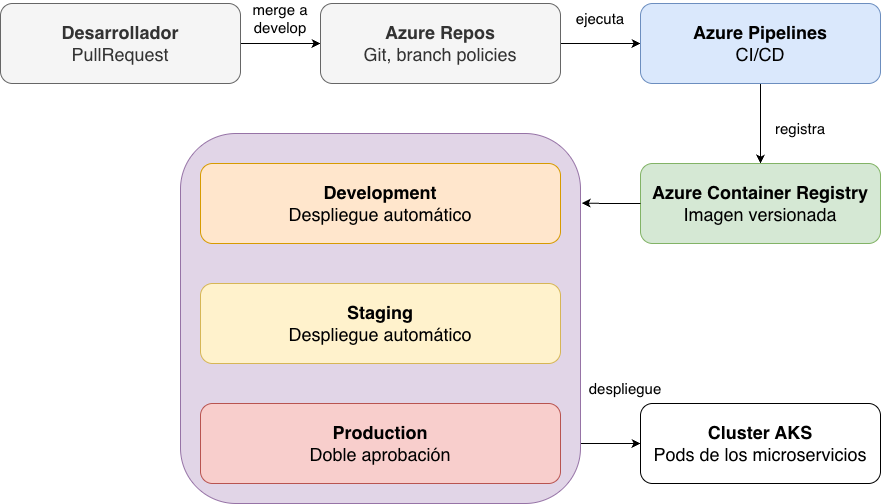 Desarrollador
PullRequest
merge a
develop
Azure Repos
Git, branch policies
ejecuta
Azure Pipelines
CI/CD
registra
Azure Container Registry
Imagen versionada
Development
Despliegue automático
Staging
Despliegue automático
Production
Doble aprobación
despliegue
Cluster AKS
Pods de los microservicios